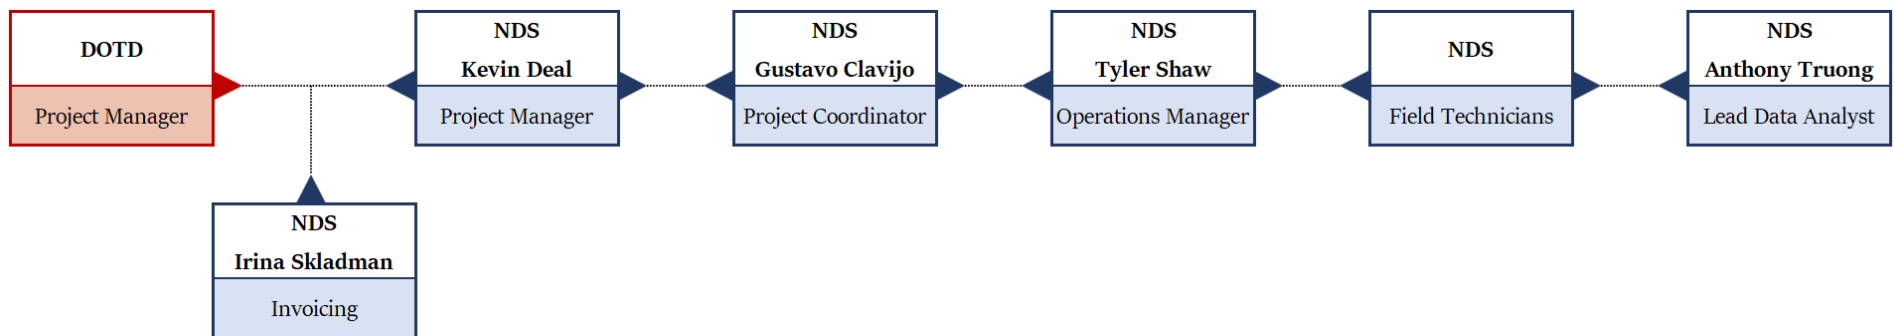 DOTD
Project Manager
NDS
Kevin Deal
Project Manager
NDS
Gustavo Clavijo
Project Coordinator
NDS
Tyler Shaw
Operations Manager
NDS
Field Technicians
NDS
Anthony Truong
Lead Data Analyst
NDS
Irina Skladman
Invoicing